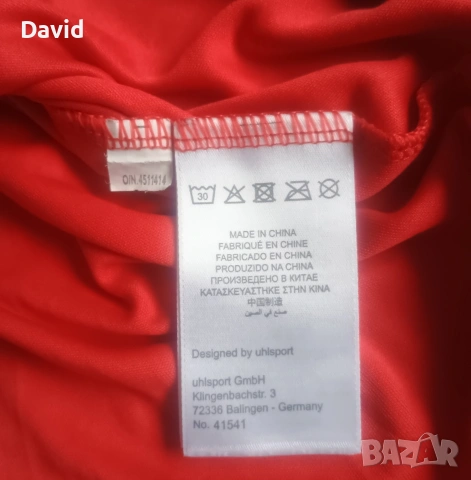 David
O/N. 4511414
30
MADE IN CHINA
FABRIQUÉ EN CHINE
FABRICADO EN CHINA
PRODUZIDO NA CHINA
ПРОИЗВЕДЕНО В КИТАЕ
ΚΑΤΑΣΚΕΥΑΣΤΗΚΕ ΣΤΗΝ ΚΙΝΑ
中国制造
صنع في الصين
Designed by uhlsport
uhlsport GmbH
Klingenbachstr. 3
72336 Balingen - Germany
No. 41541
BAZAR